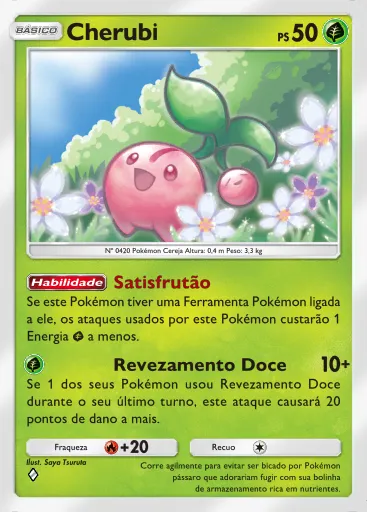 BÁSICO Cherubi PS 50
Nº 0420 Pokémon Cereja Altura: 0,4 m Peso: 3,3 kg
Habilidade Satisfrutão
Se este Pokémon tiver uma Ferramenta Pokémon ligada
a ele, os ataques usados por este Pokémon custarão 1
Energia a menos.
Revezamento Doce 10+
Se 1 dos seus Pokémon usou Revezamento Doce
durante o seu último turno, este ataque causará 20
pontos de dano a mais.
Fraqueza +20 Recuo
Ilust. Saya Tsuruta
Corre agilmente para evitar ser bicado por Pokémon
pássaro que adorariam fugir com sua bolinha
de armazenamento rica em nutrientes.